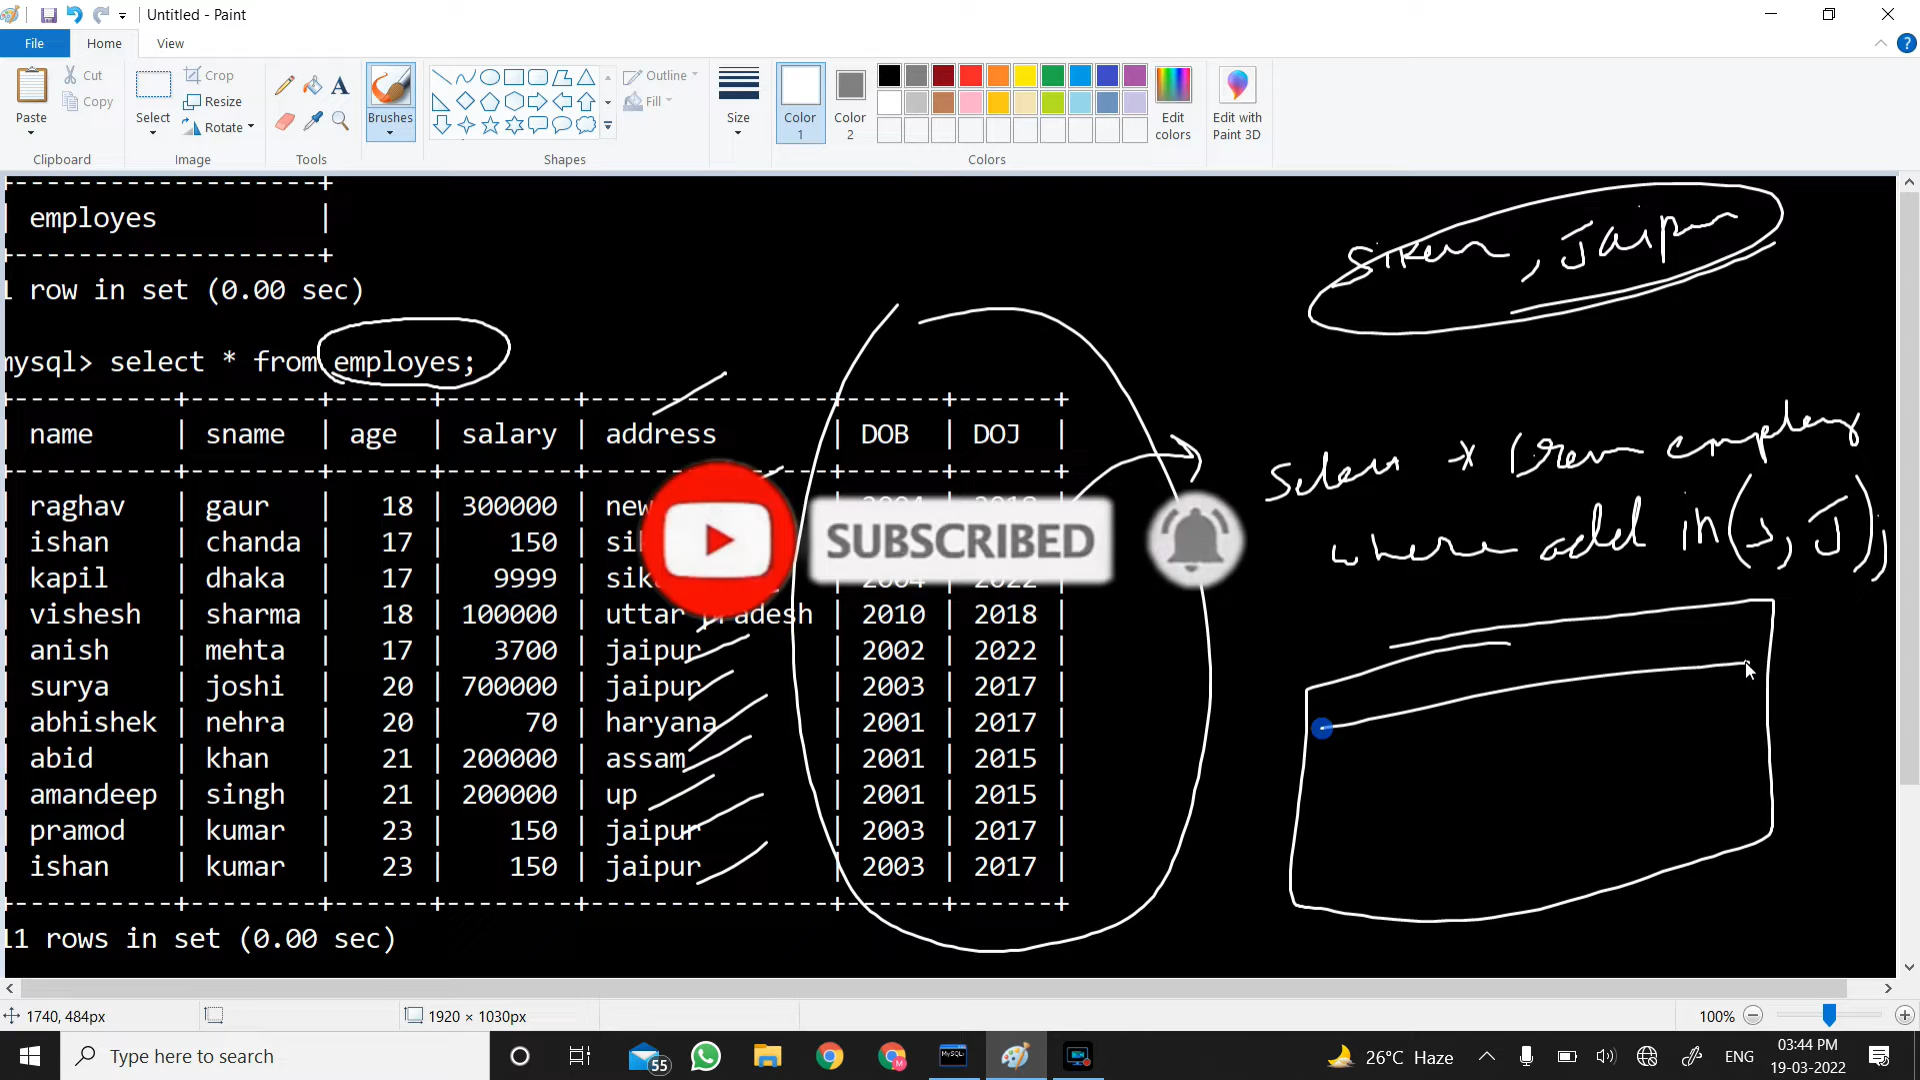 Untitled - Paint
File Home View
Paste Cut Copy Select Crop Resize Rotate Brushes Outline Fill Size Color 1 Color 2 Edit colors Edit with Paint 3D
Clipboard Image Tools Shapes Colors
+-------------------+
| employes |
+-------------------+
1 row in set (0.00 sec)
Jaipur
mysql> select * from employes;
| name | sname | age | salary | address | DOB | DOJ |
* from
where add in(s, J);
| raghav | gaur | 18 | 300000 | new
| ishan | chanda | 17 | 150 |
| kapil | dhaka | 17 | 9999 | 2004 | 2022 |
SUBSCRIBED
| vishesh | sharma | 18 | 100000 | uttar pradesh | 2010 | 2018 |
| anish | mehta | 17 | 3700 | jaipur | 2002 | 2022 |
| surya | joshi | 20 | 700000 | jaipur | 2003 | 2017 |
| abhishek | nehra | 20 | 70 | haryana | 2001 | 2017 |
| abid | khan | 21 | 200000 | assam | 2001 | 2015 |
| amandeep | singh | 21 | 200000 | up | 2001 | 2015 |
| pramod | kumar | 23 | 150 | jaipur | 2003 | 2017 |
| ishan | kumar | 23 | 150 | jaipur | 2003 | 2017 |
11 rows in set (0.00 sec)
1740, 484px 1920 × 1030px 100%
Type here to search 55 MySQL 26°C Haze ENG 03:44 PM
19-03-2022